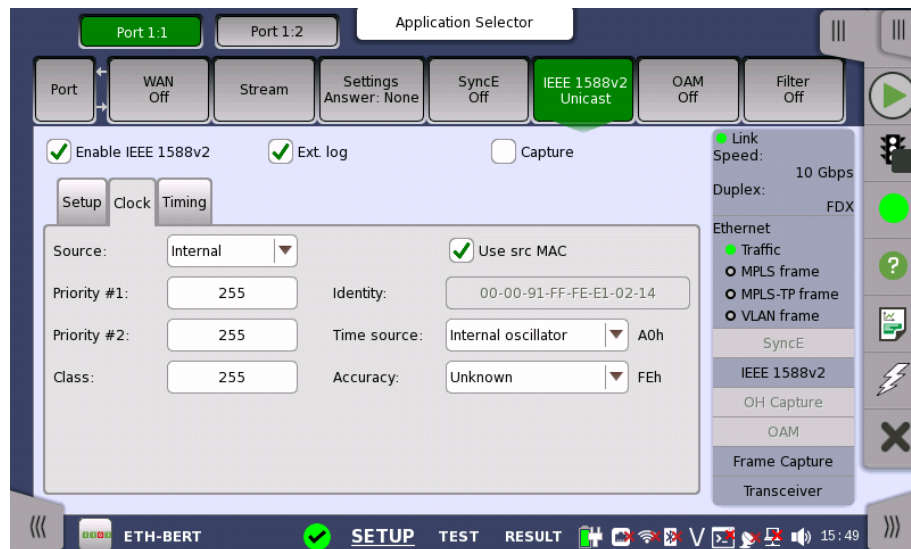 Application Selector
Port 1:1
Port 1:2
Port
WAN
Off
Stream
Settings
Answer: None
SyncE
Off
IEEE 1588v2
Unicast
OAM
Off
Filter
Off
Enable IEEE 1588v2
Ext. log
Capture
Setup
Clock
Timing
Source:
Internal
Use src MAC
Priority #1:
255
Identity:
00-00-91-FF-FE-E1-02-14
Priority #2:
255
Time source:
Internal oscillator
A0h
Class:
255
Accuracy:
Unknown
FEh
Link
Speed:
10 Gbps
Duplex:
FDX
Ethernet
Traffic
MPLS frame
MPLS-TP frame
VLAN frame
SyncE
IEEE 1588v2
OH Capture
OAM
Frame Capture
Transceiver
ETH-BERT
SETUP
TEST
RESULT
V
15:49